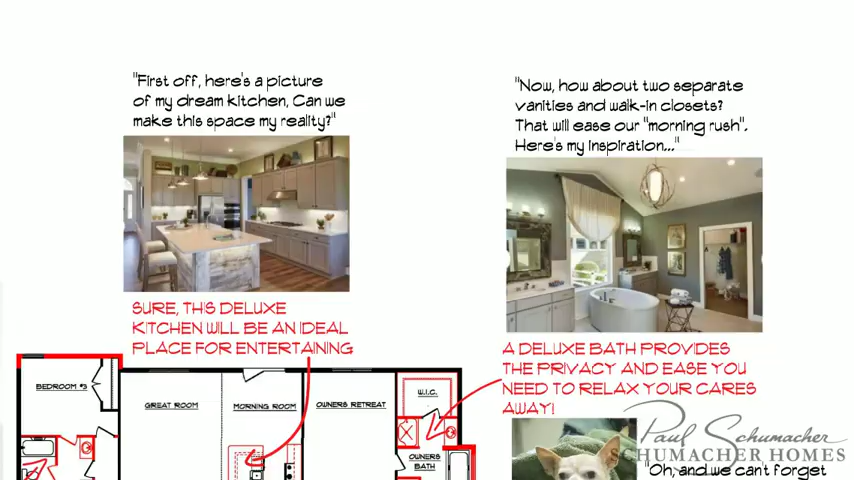 "First off, here's a picture
of my dream kitchen. Can we
make this space my reality?"
"Now, how about two separate
vanities and walk-in closets?
That will ease our "morning rush".
Here's my inspiration..."
SURE, THIS DELUXE
KITCHEN WILL BE AN IDEAL
PLACE FOR ENTERTAINING
A DELUXE BATH PROVIDES
THE PRIVACY AND EASE YOU
NEED TO RELAX YOUR CARES
AWAY!
BEDROOM #3
GREAT ROOM
MORNING ROOM
OWNERS RETREAT
W.I.C.
OWNERS
BATH
Paul Schumacher
SCHUMACHER HOMES
"Oh, and we can't forget